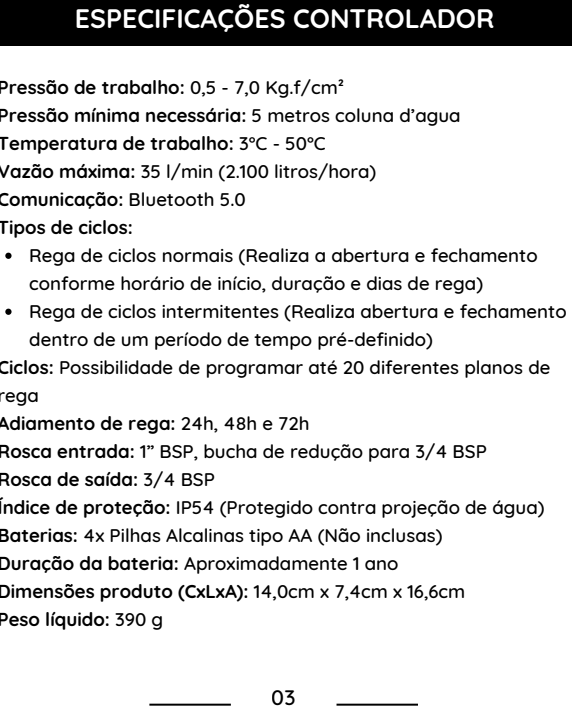 ESPECIFICAÇÕES CONTROLADOR
Pressão de trabalho: 0,5 - 7,0 Kg.f/cm²
Pressão mínima necessária: 5 metros coluna d'agua
Temperatura de trabalho: 3ºC - 50ºC
Vazão máxima: 35 l/min (2.100 litros/hora)
Comunicação: Bluetooth 5.0
Tipos de ciclos:
• Rega de ciclos normais (Realiza a abertura e fechamento
conforme horário de início, duração e dias de rega)
• Rega de ciclos intermitentes (Realiza abertura e fechamento
dentro de um período de tempo pré-definido)
Ciclos: Possibilidade de programar até 20 diferentes planos de
rega
Adiamento de rega: 24h, 48h e 72h
Rosca entrada: 1” BSP, bucha de redução para 3/4 BSP
Rosca de saída: 3/4 BSP
Índice de proteção: IP54 (Protegido contra projeção de água)
Baterias: 4x Pilhas Alcalinas tipo AA (Não inclusas)
Duração da bateria: Aproximadamente 1 ano
Dimensões produto (CxLxA): 14,0cm x 7,4cm x 16,6cm
Peso líquido: 390 g
03